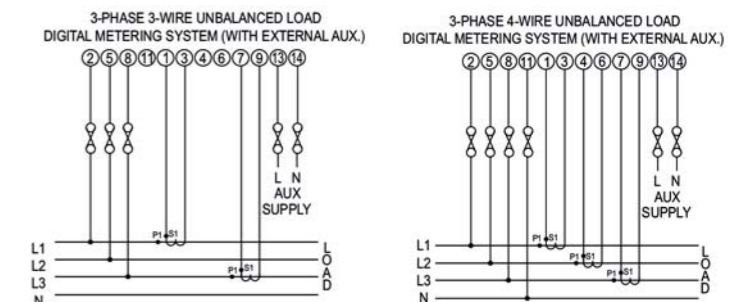 3-PHASE 3-WIRE UNBALANCED LOAD
DIGITAL METERING SYSTEM (WITH EXTERNAL AUX.)
2 5 8 11 1 3 4 6 7 9 13 14
L N
AUX
SUPPLY
P1 S1
L1
L2
P1 S1
L3
N
LOAD
3-PHASE 4-WIRE UNBALANCED LOAD
DIGITAL METERING SYSTEM (WITH EXTERNAL AUX.)
2 5 8 11 1 3 4 6 7 9 13 14
L N
AUX
SUPPLY
P1 S1
L1
P1 S1
L2
P1 S1
L3
N
LOAD